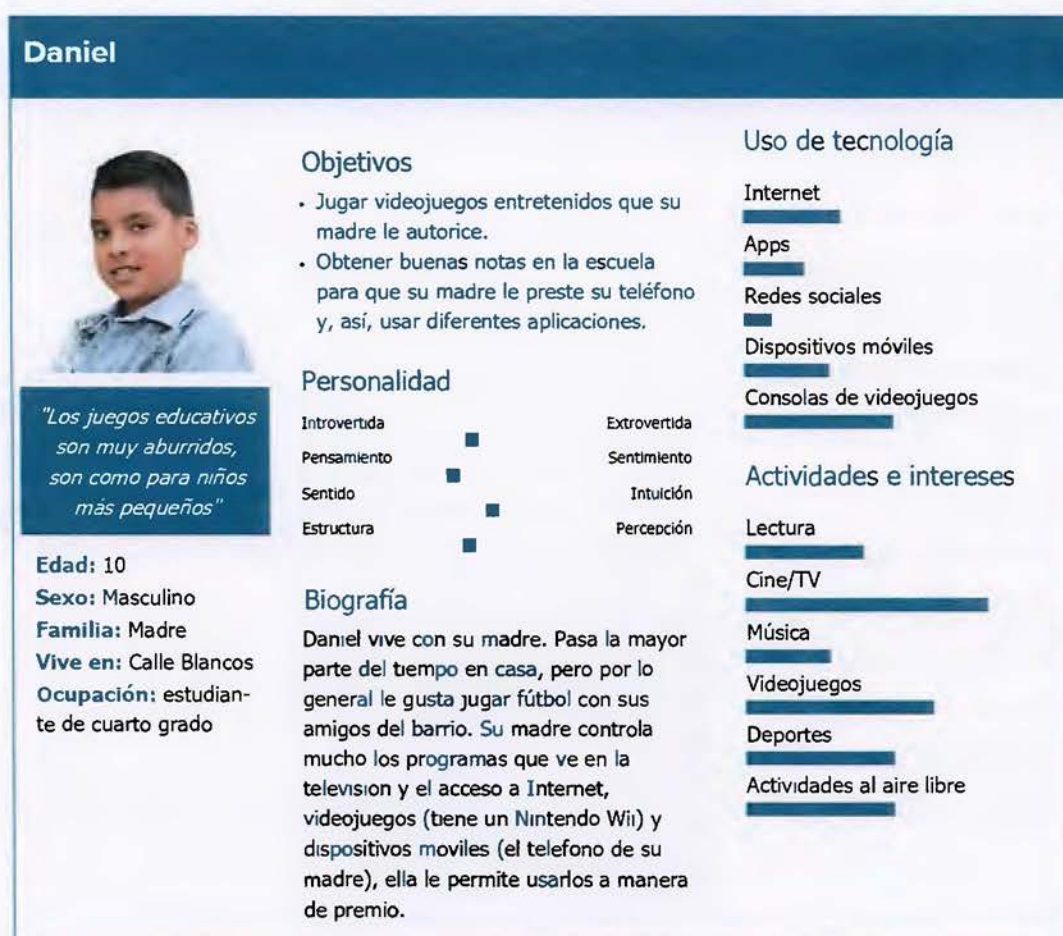 Daniel
"Los juegos educativos
son muy aburridos,
son como para niños
más pequeños"
Edad: 10
Sexo: Masculino
Familia: Madre
Vive en: Calle Blancos
Ocupación: estudian-
te de cuarto grado
Objetivos
• Jugar videojuegos entretenidos que su
madre le autorice.
• Obtener buenas notas en la escuela
para que su madre le preste su teléfono
y, así, usar diferentes aplicaciones.
Personalidad
Introvertida Extrovertida
Pensamiento Sentimiento
Sentido Intuición
Estructura Percepción
Biografía
Daniel vive con su madre. Pasa la mayor
parte del tiempo en casa, pero por lo
general le gusta jugar fútbol con sus
amigos del barrio. Su madre controla
mucho los programas que ve en la
television y el acceso a Internet,
videojuegos (tiene un Nintendo Wii) y
dispositivos moviles (el telefono de su
madre), ella le permite usarlos a manera
de premio.
Uso de tecnología
Internet
Apps
Redes sociales
Dispositivos móviles
Consolas de videojuegos
Actividades e intereses
Lectura
Cine/TV
Música
Videojuegos
Deportes
Actividades al aire libre